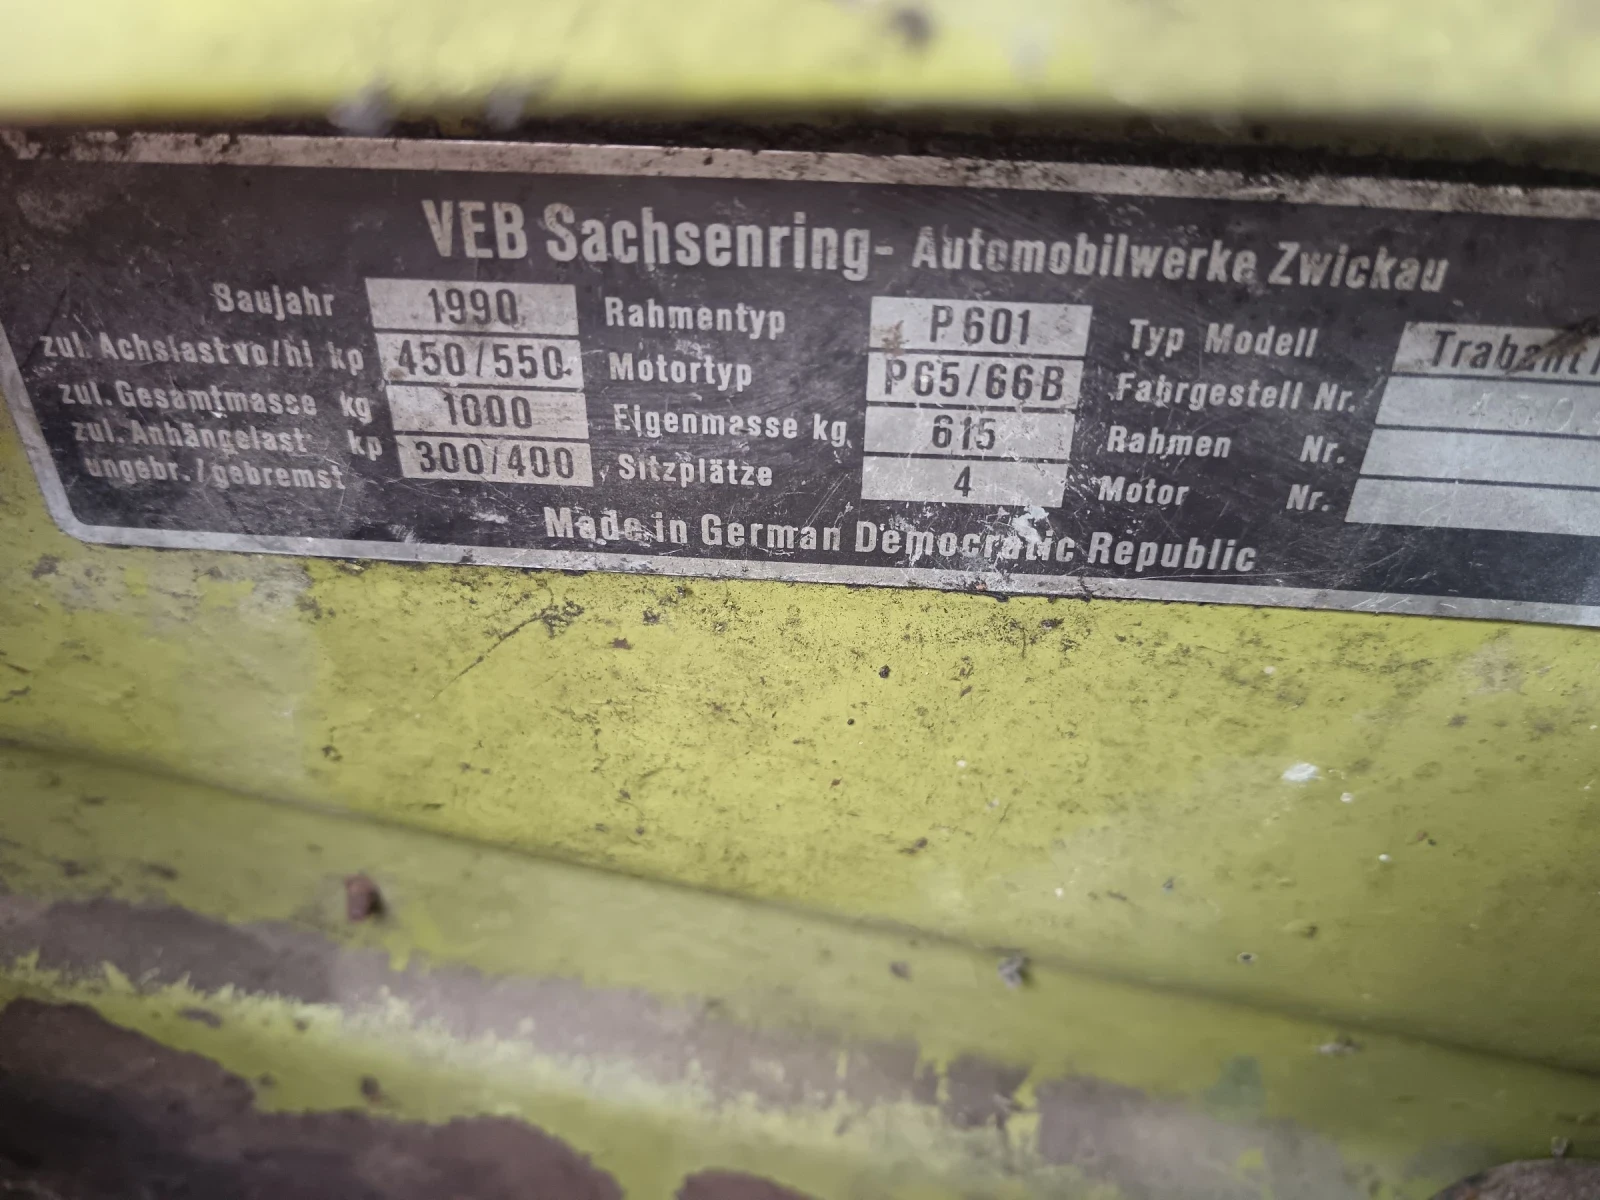 VEB Sachsenring- Automobilwerke Zwickau
Baujahr 1990 Rahmentyp P 601 Typ Modell Trabant
zul. Achslast vo/hi kp 450/550 Motortyp P65/66B Fahrgestell Nr.
zul. Gesamtmasse kg 1000 Eigenmasse kg 615 Rahmen Nr.
zul. Anhängelast kp 300/400 Sitzplätze 4 Motor Nr.
ungebr./gebremst
Made in German Democratic Republic